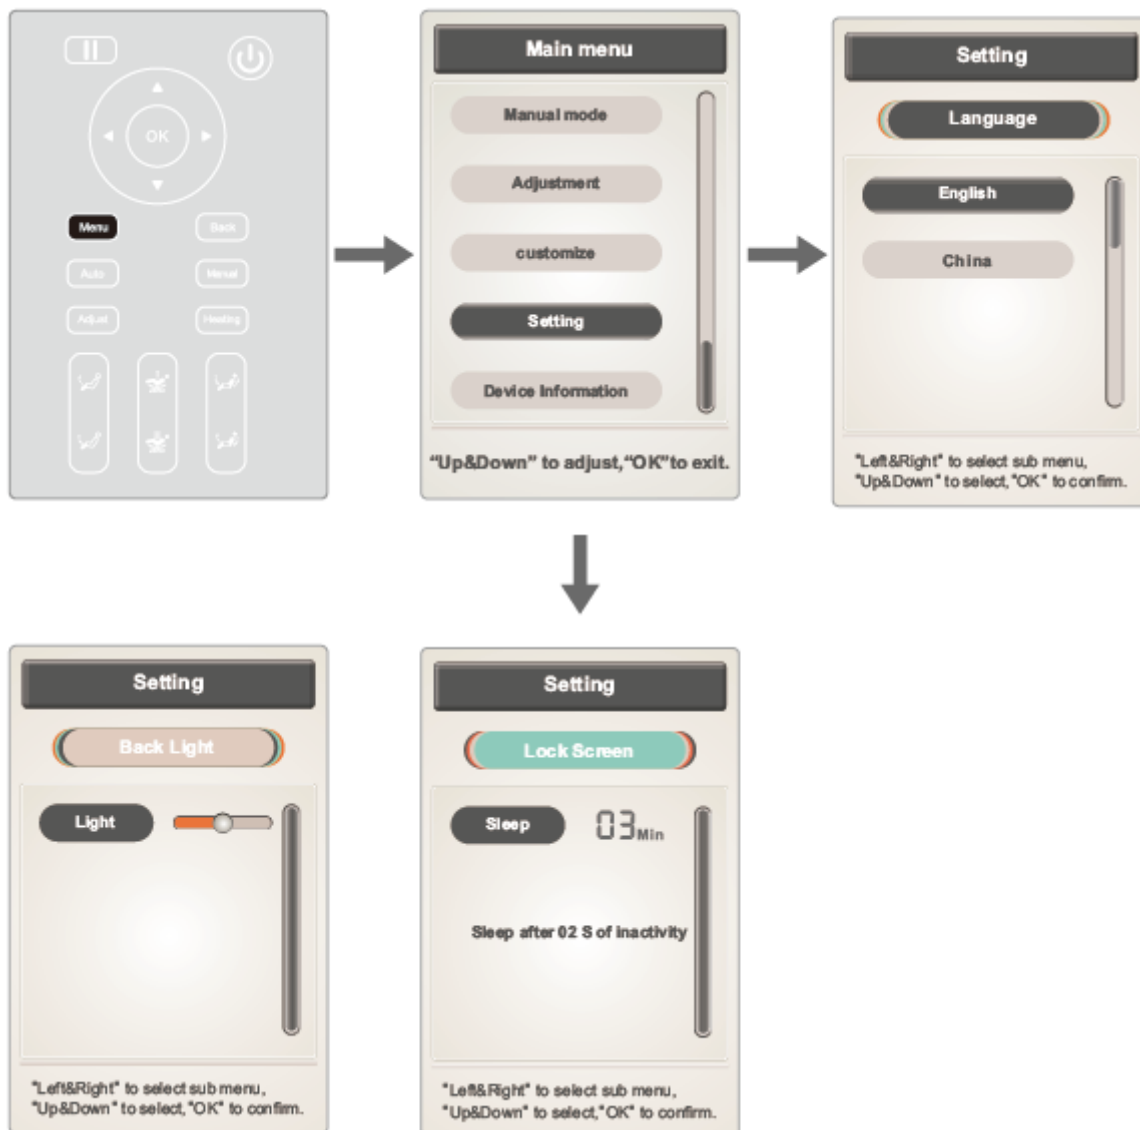 OK
Menu
Back
Auto
Manual
Adjust
Heating
Main menu
Manual mode
Adjustment
customize
Setting
Device Information
“Up&Down” to adjust,“OK”to exit.
Setting
Language
English
China
"Left&Right" to select sub menu,
"Up&Down" to select,"OK" to confirm.
Setting
Back Light
Light
"Left&Right" to select sub menu,
"Up&Down" to select,"OK" to confirm.
Setting
Lock Screen
Sleep
03 Min
Sleep after 02 S of inactivity
"Left&Right" to select sub menu,
"Up&Down" to select,"OK" to confirm.